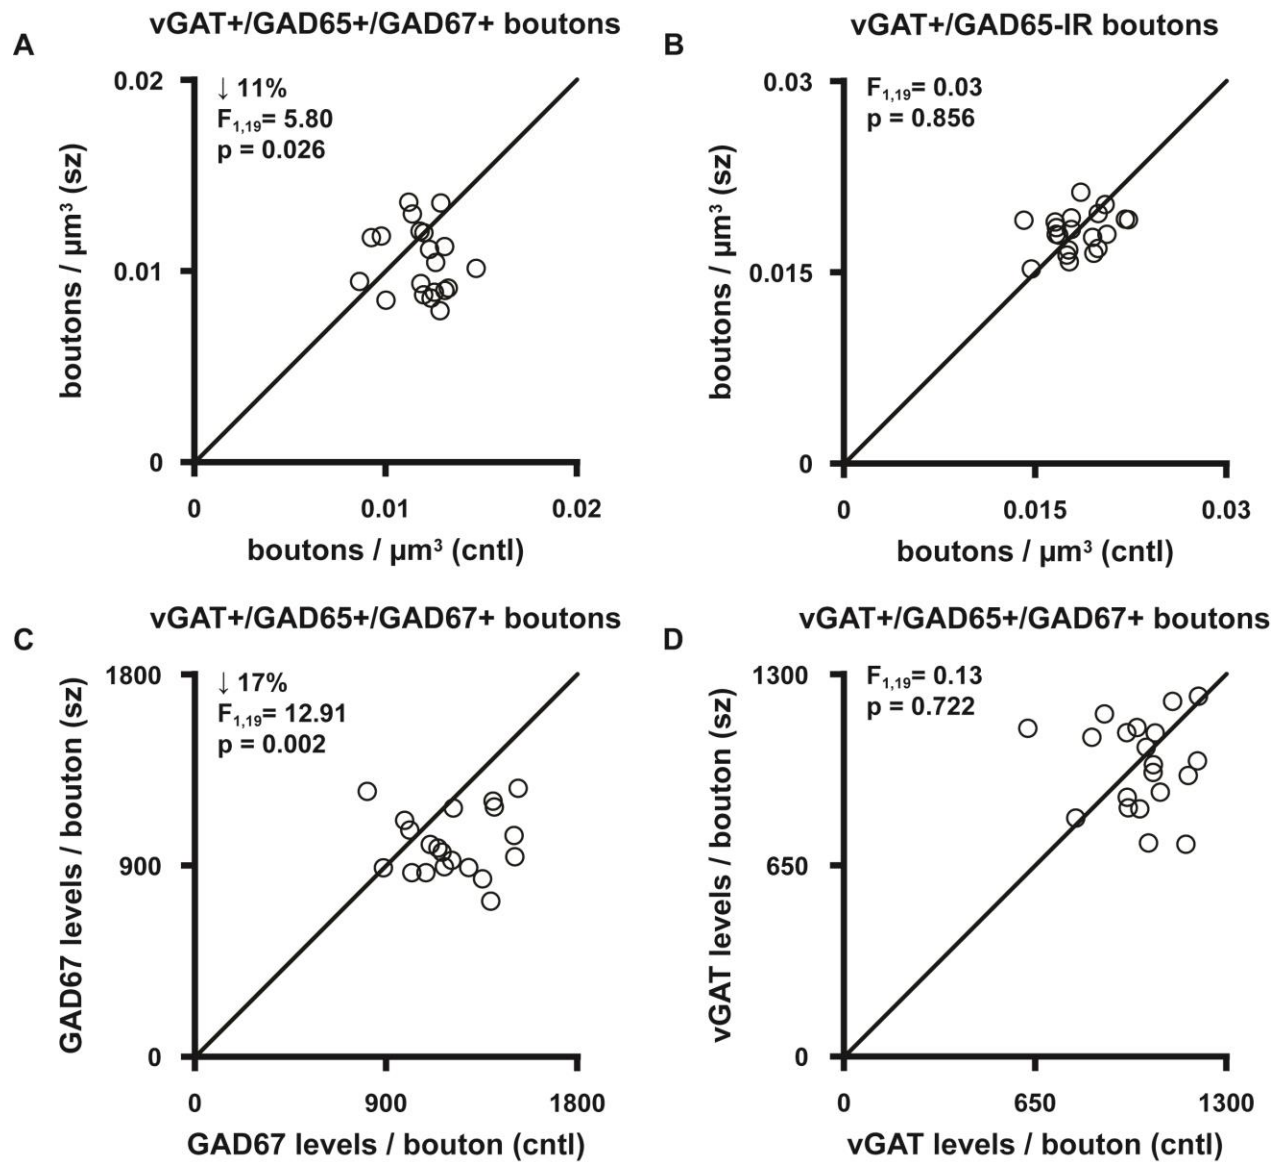 A
vGAT+/GAD65+/GAD67+ boutons
↓ 11%
F1,19= 5.80
p = 0.026
0.02
0.01
0
boutons / µm³ (sz)
0
0.01
0.02
boutons / µm³ (cntl)
B
vGAT+/GAD65-IR boutons
F1,19= 0.03
p = 0.856
0.03
0.015
0
boutons / µm³ (sz)
0
0.015
0.03
boutons / µm³ (cntl)
C
vGAT+/GAD65+/GAD67+ boutons
↓ 17%
F1,19= 12.91
p = 0.002
1800
900
0
GAD67 levels / bouton (sz)
0
900
1800
GAD67 levels / bouton (cntl)
D
vGAT+/GAD65+/GAD67+ boutons
F1,19= 0.13
p = 0.722
1300
650
0
vGAT levels / bouton (sz)
0
650
1300
vGAT levels / bouton (cntl)